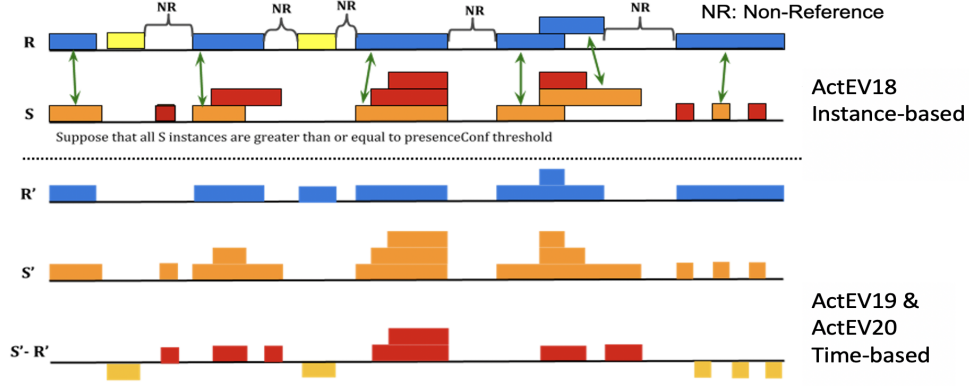 NR NR NR NR NR: Non-Reference
R
S
ActEV18
Instance-based
Suppose that all S instances are greater than or equal to presenceConf threshold
R'
S'
ActEV19 &
ActEV20
Time-based
S'- R'